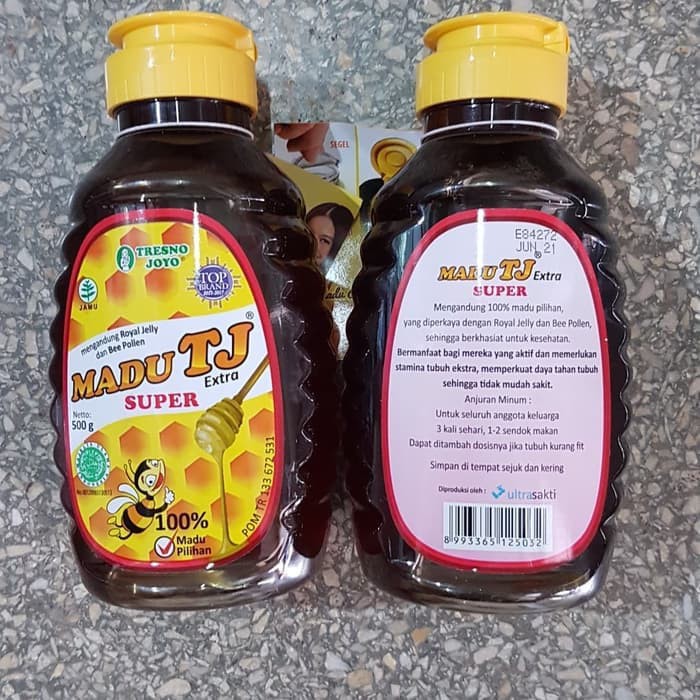 SEGEL
TRESNO
JOYO
TOP
BRAND
2015-2017
JAMU
mengandung Royal Jelly
dan Bee Pollen
MADU TJ®
Extra
SUPER
Netto:
500 g
100%
Madu
Pilihan
POM TR 133 672 531
E84272
JUN 21
MADU TJ® Extra
SUPER
Mengandung 100% madu pilihan,
yang diperkaya dengan Royal Jelly dan Bee Pollen,
sehingga berkhasiat untuk kesehatan.
Bermanfaat bagi mereka yang aktif dan memerlukan
stamina tubuh ekstra, memperkuat daya tahan tubuh
sehingga tidak mudah sakit.
Anjuran Minum :
Untuk seluruh anggota keluarga
3 kali sehari, 1-2 sendok makan
Dapat ditambah dosisnya jika tubuh kurang fit
Simpan di tempat sejuk dan kering
Diproduksi oleh : ultrasakti
8 993365 125032